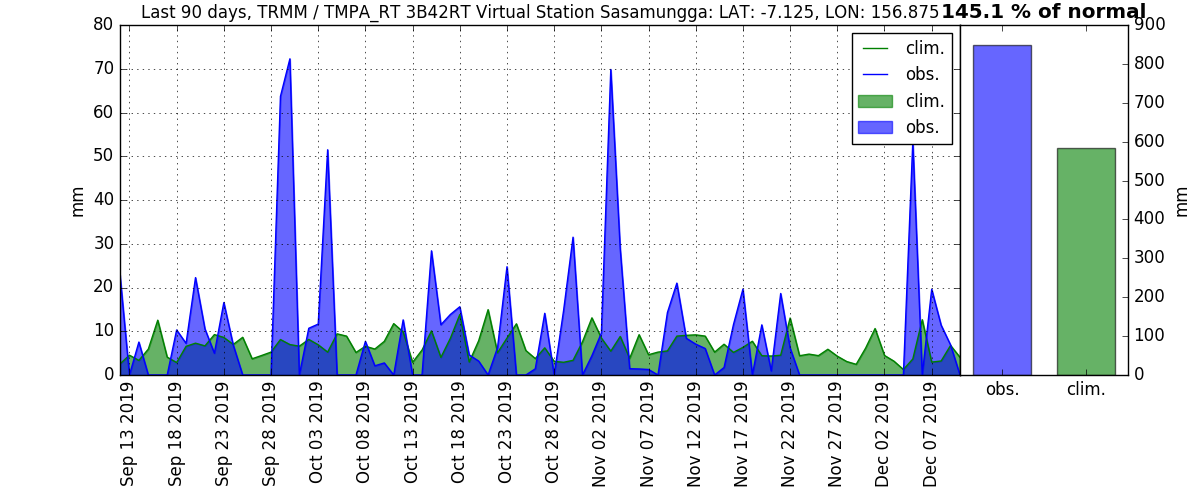 Last 90 days, TRMM / TMPA_RT 3B42RT Virtual Station Sasamungga: LAT: -7.125, LON: 156.875
145.1 % of normal
80
70
60
50
40
30
20
10
0
mm
clim.
obs.
clim.
obs.
Sep 13 2019
Sep 18 2019
Sep 23 2019
Sep 28 2019
Oct 03 2019
Oct 08 2019
Oct 13 2019
Oct 18 2019
Oct 23 2019
Oct 28 2019
Nov 02 2019
Nov 07 2019
Nov 12 2019
Nov 17 2019
Nov 22 2019
Nov 27 2019
Dec 02 2019
Dec 07 2019
900
800
700
600
500
400
300
200
100
0
mm
obs.
clim.